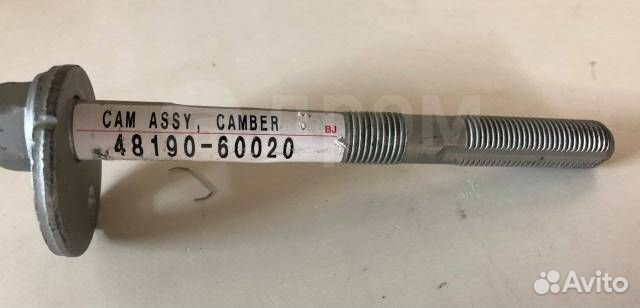 CAM ASSY, CAMBER
BJ
48190-60020
Avito